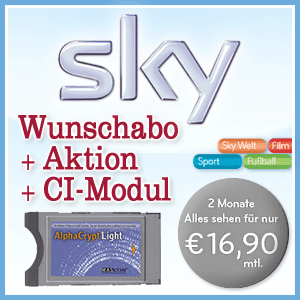 sky
Wunschabo
+ Aktion
+ CI-Modul
Sky Welt
Film
Sport
Fußball
2 Monate
Alles sehen für nur
€16,90
mtl.
AlphaCrypt Light
MASCOM